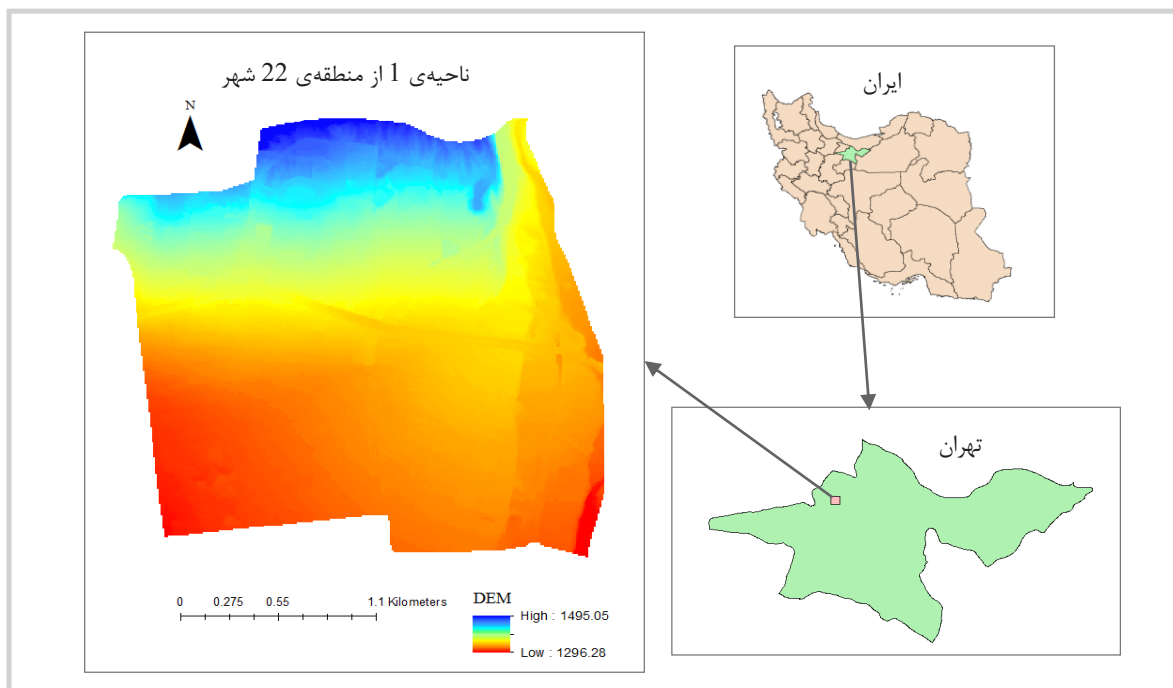 ناحیه‌ی 1 از منطقه‌ی 22 شهر
N
0 0.275 0.55 1.1 Kilometers
DEM
High : 1495.05
Low : 1296.28
ایران
تهران